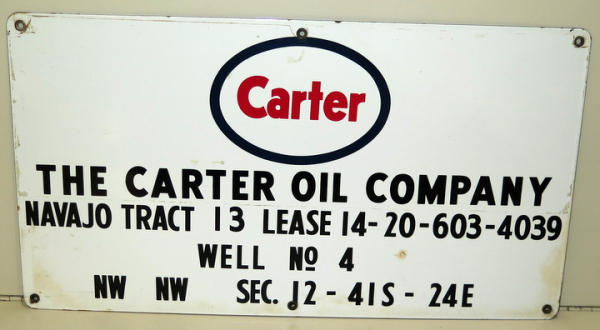 Carter
THE CARTER OIL COMPANY
NAVAJO TRACT 13 LEASE 14-20-603-4039
WELL Nº 4
NW NW SEC. 12 - 41S - 24E